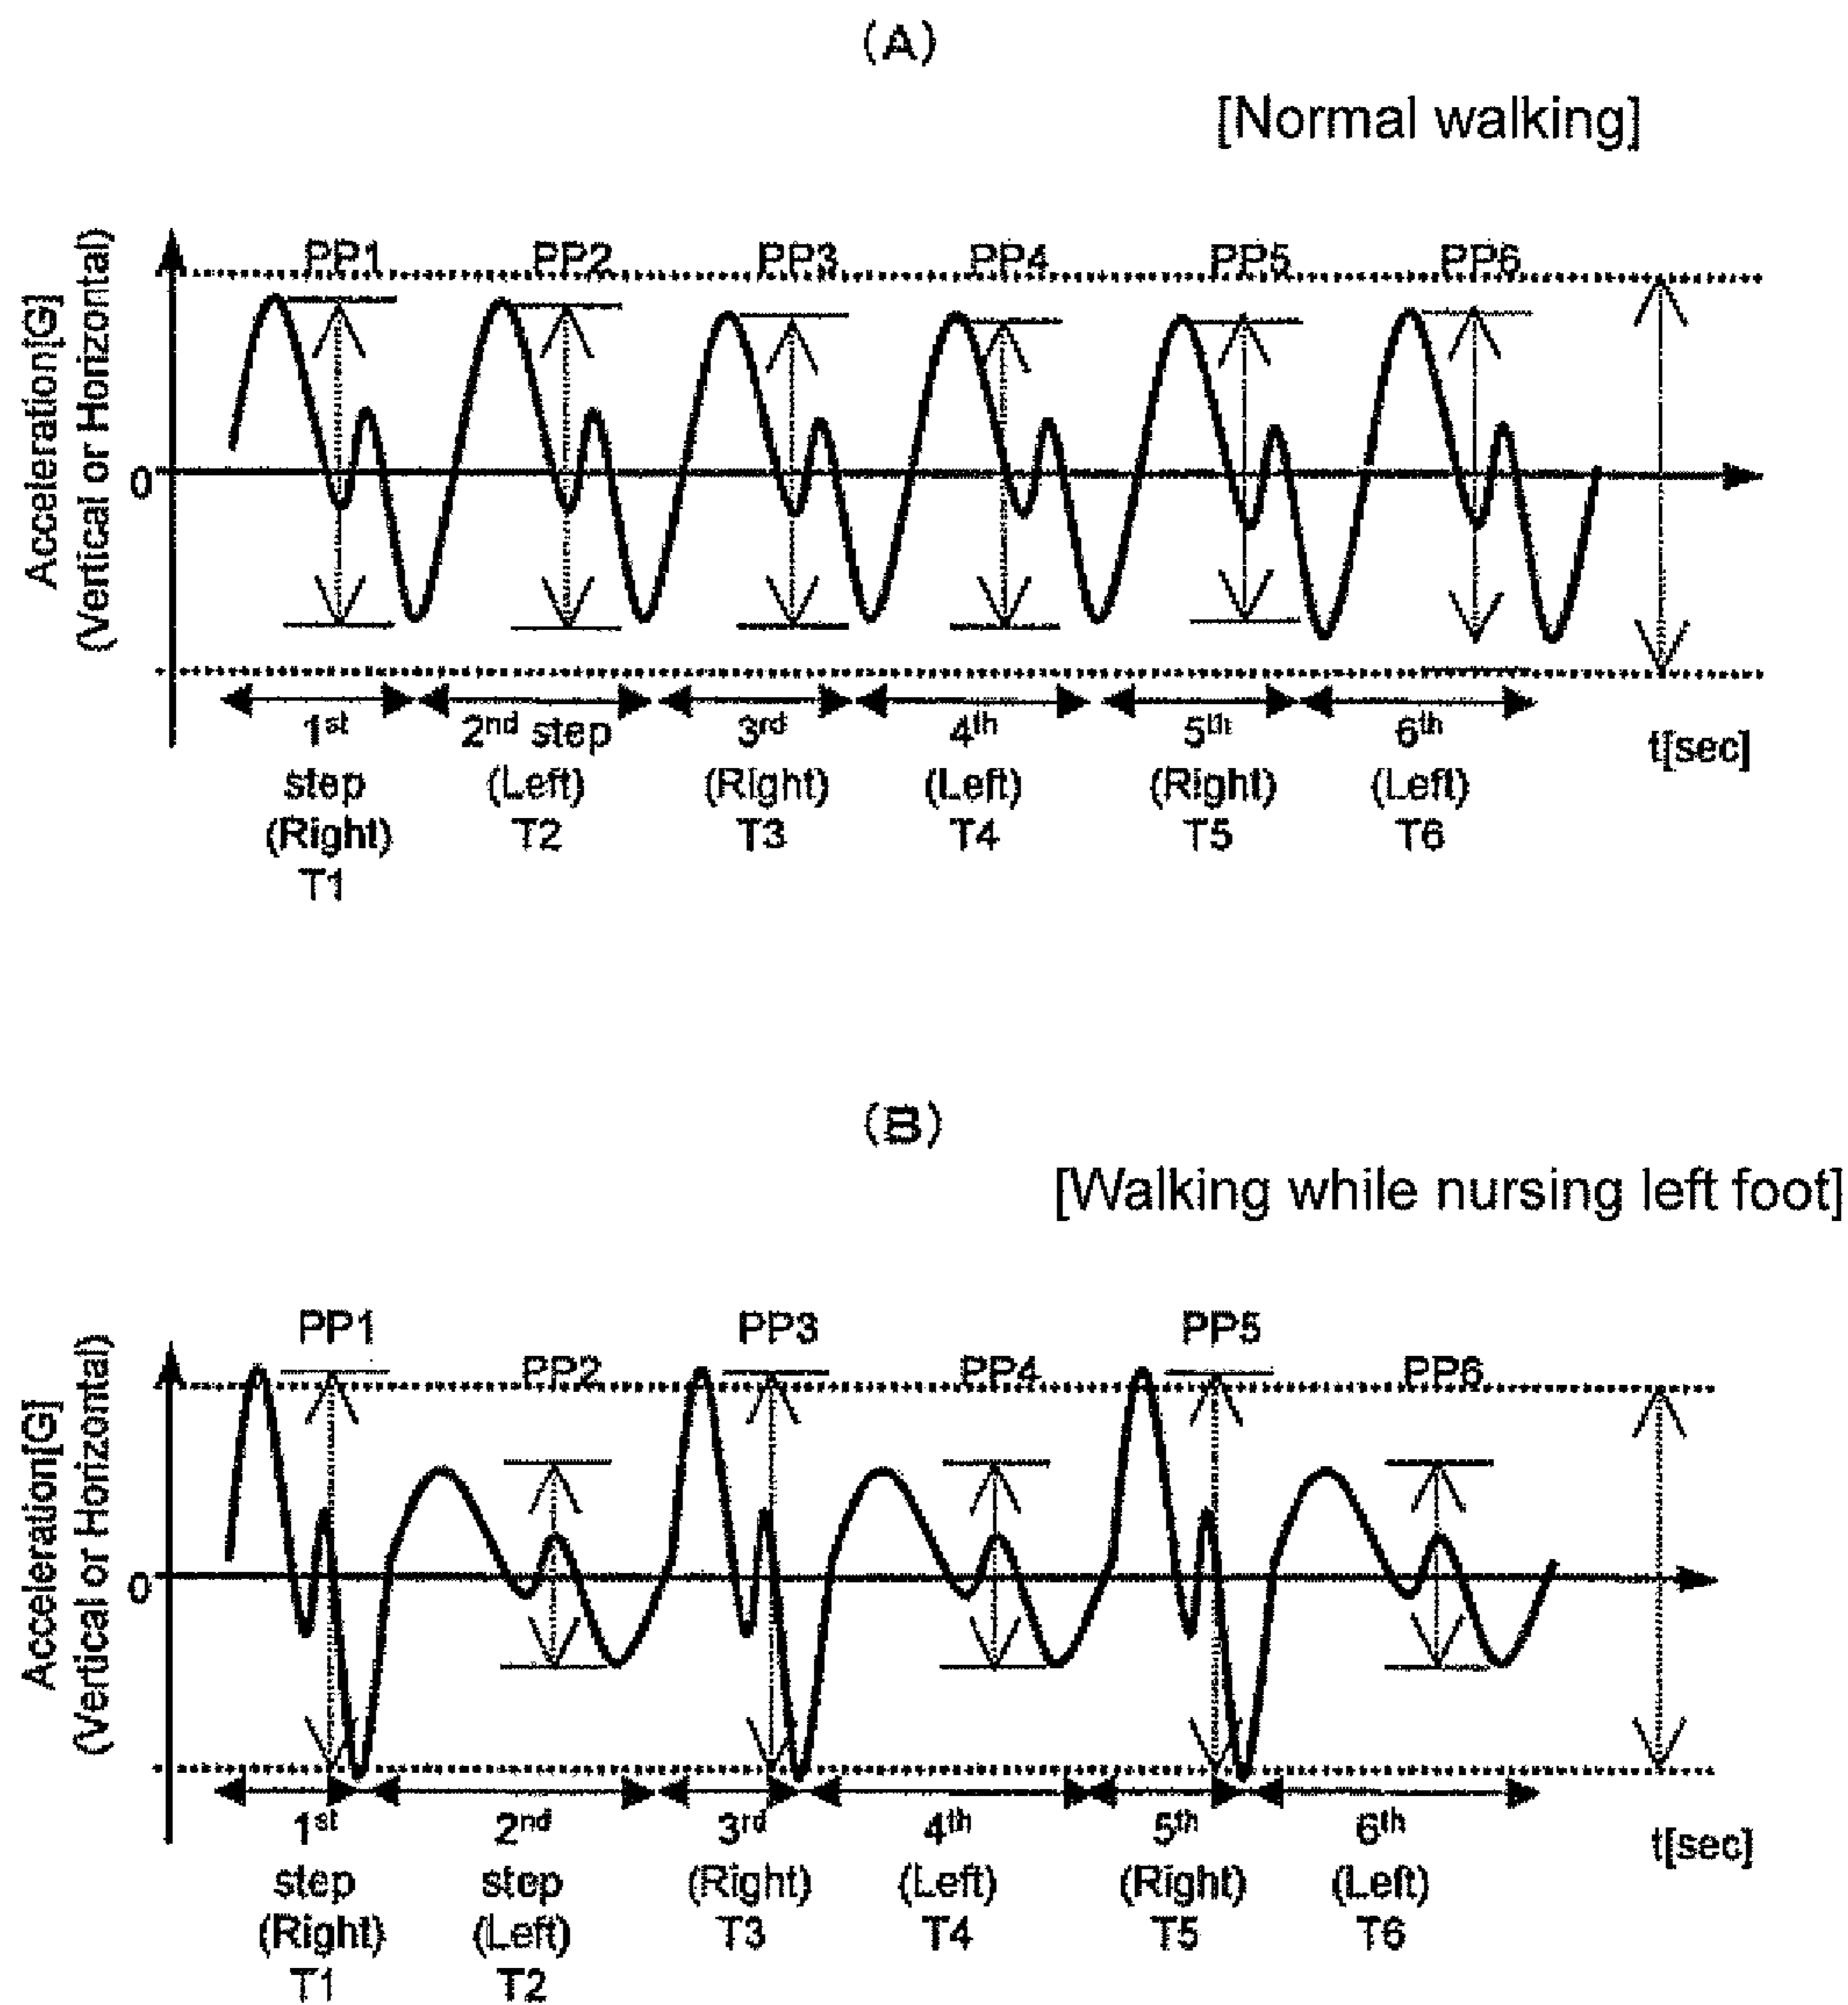 (A)
[Normal walking]
Acceleration[G]
(Vertical or Horizontal)
PP1 PP2 PP3 PP4 PP5 PP6
0
1st 2nd step 3rd 4th 5th 6th t[sec]
step (Left) (Right) (Left) (Right) (Left)
(Right) T2 T3 T4 T5 T6
T1
(B)
[Walking while nursing left foot]
Acceleration[G]
(Vertical or Horizontal)
PP1 PP3 PP5
PP2 PP4 PP6
0
1st 2nd 3rd 4th 5th 6th t[sec]
step stop (Right) (Left) (Right) (Left)
(Right) (Left) T3 T4 T5 T6
T1 T2